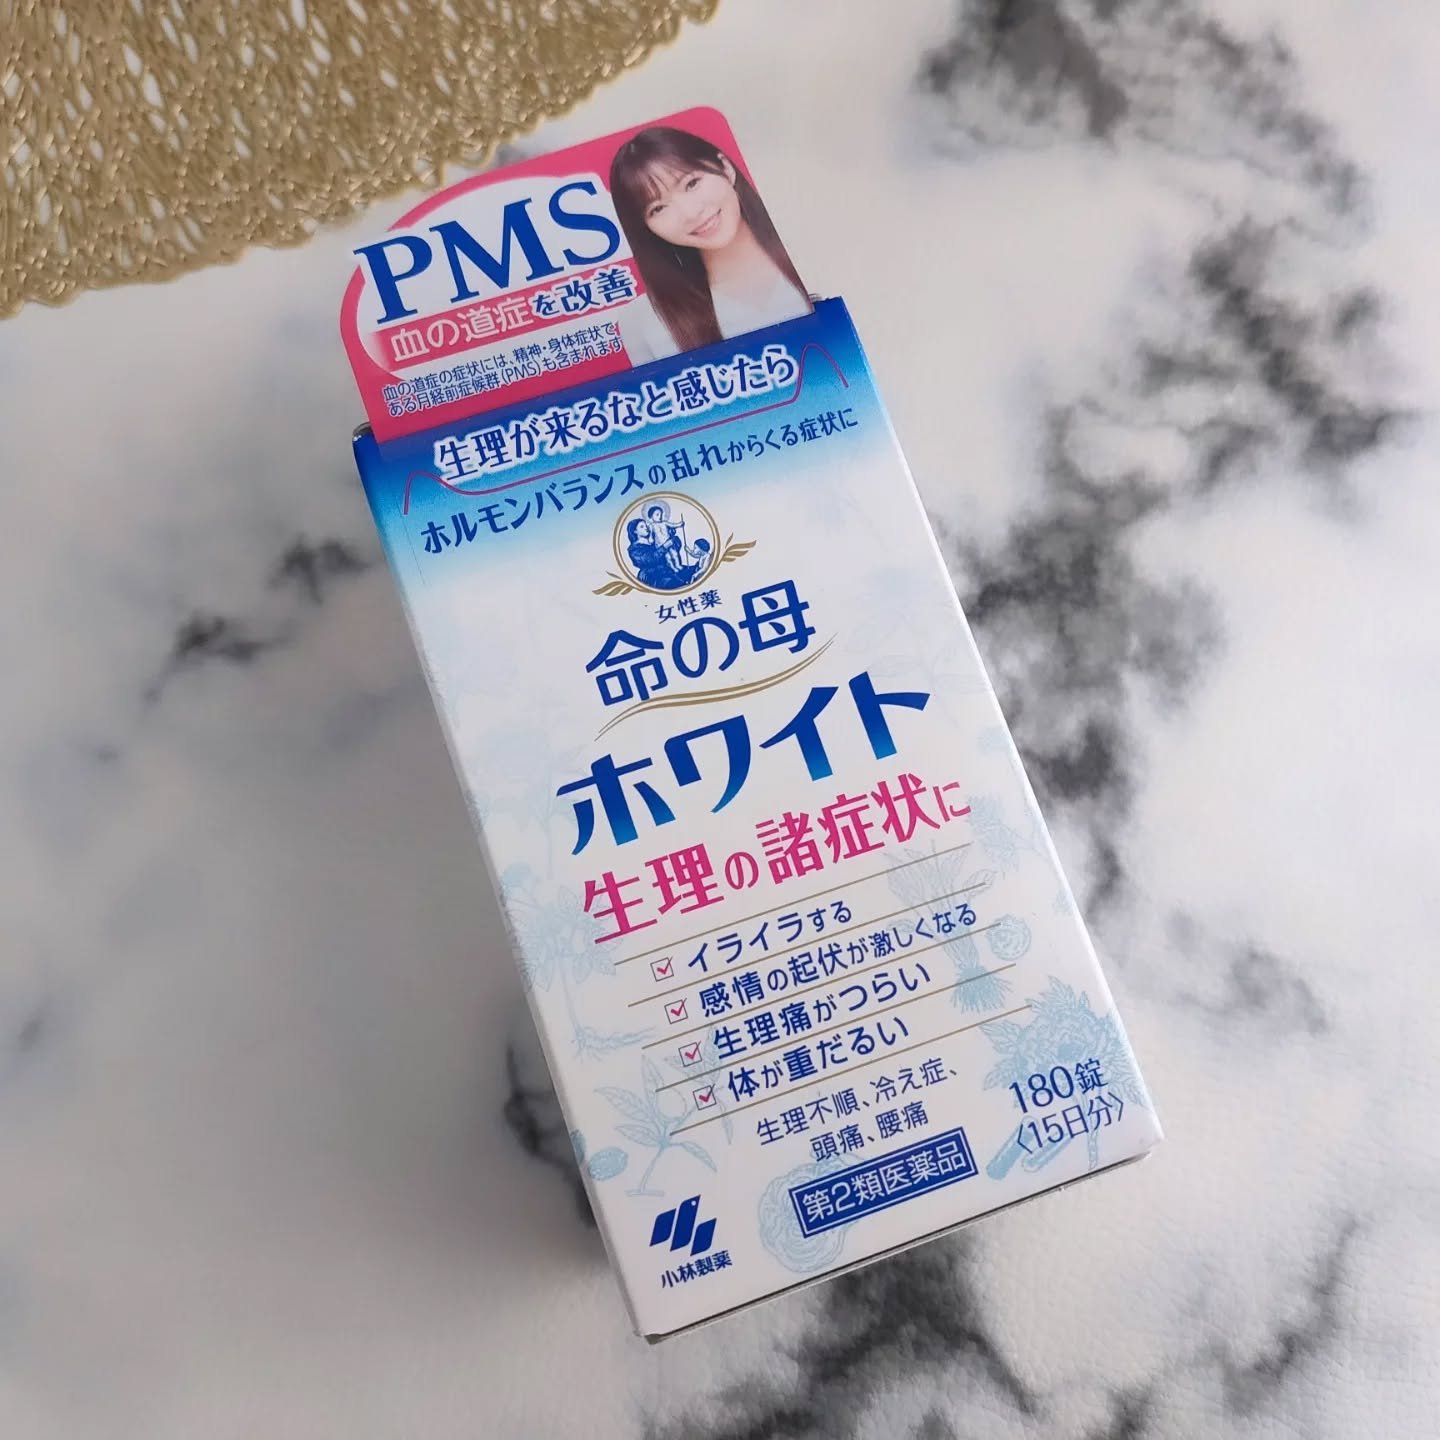 PMS
血の道症を改善
血の道症の症状には、精神・身体症状で
ある月経前症候群(PMS)も含まれます
生理が来るなと感じたら
ホルモンバランスの乱れからくる症状に
女性薬
命の母
ホワイト
生理の諸症状に
イライラする
感情の起伏が激しくなる
生理痛がつらい
体が重だるい
生理不順、冷え症、
頭痛、腰痛
180錠
〈15日分〉
第2類医薬品
小林製薬